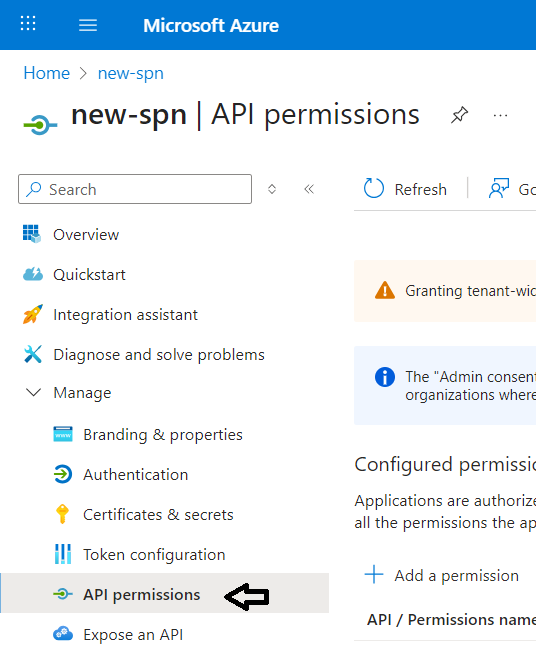 Microsoft Azure
Home > new-spn
new-spn | API permissions
Search
Refresh
Overview
Quickstart
Integration assistant
Diagnose and solve problems
Manage
Branding & properties
Authentication
Certificates & secrets
Token configuration
API permissions
Expose an API
Granting tenant-wid
The "Admin consent
organizations where
Configured permissio
Applications are authorize
all the permissions the ap
Add a permission
API / Permissions name